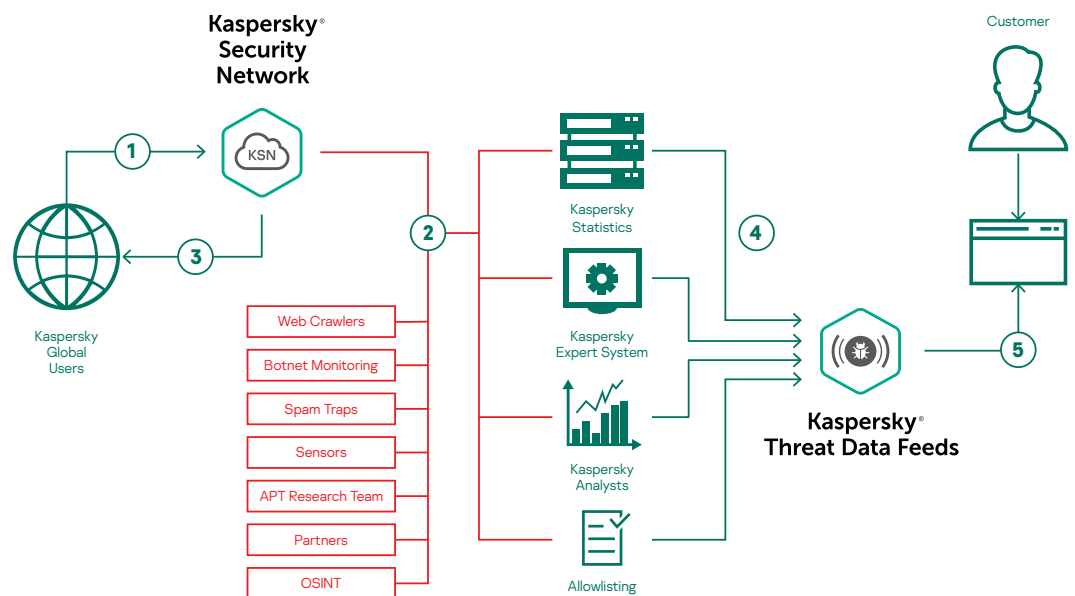 Kaspersky®
Security
Network
Customer
1
KSN
Kaspersky
Statistics
2
4
3
Kaspersky
Global
Users
Web Crawlers
Botnet Monitoring
Spam Traps
Sensors
APT Research Team
Partners
OSINT
Kaspersky
Expert System
Kaspersky
Analysts
Allowlisting
5
Kaspersky®
Threat Data Feeds